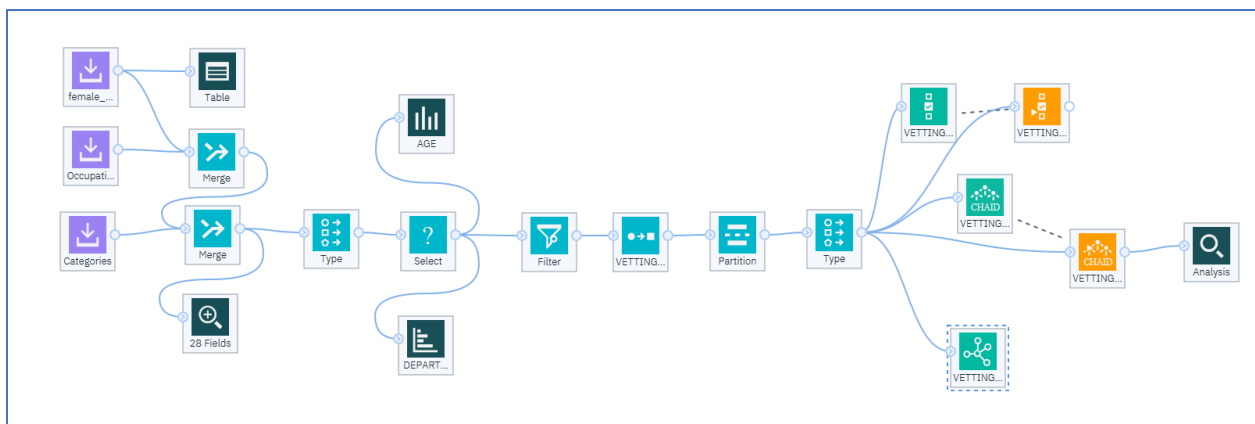 female_...
Table
AGE
VETTING...
VETTING...
Occupati...
Merge
CHAID
VETTING...
Categories
Merge
Type
?
Select
Filter
VETTING...
Partition
Type
CHAID
VETTING...
Analysis
28 Fields
DEPART...
VETTING...